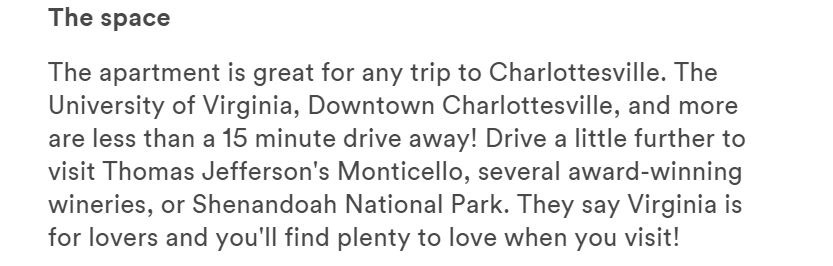 The space
The apartment is great for any trip to Charlottesville. The
University of Virginia, Downtown Charlottesville, and more
are less than a 15 minute drive away! Drive a little further to
visit Thomas Jefferson's Monticello, several award-winning
wineries, or Shenandoah National Park. They say Virginia is
for lovers and you'll find plenty to love when you visit!